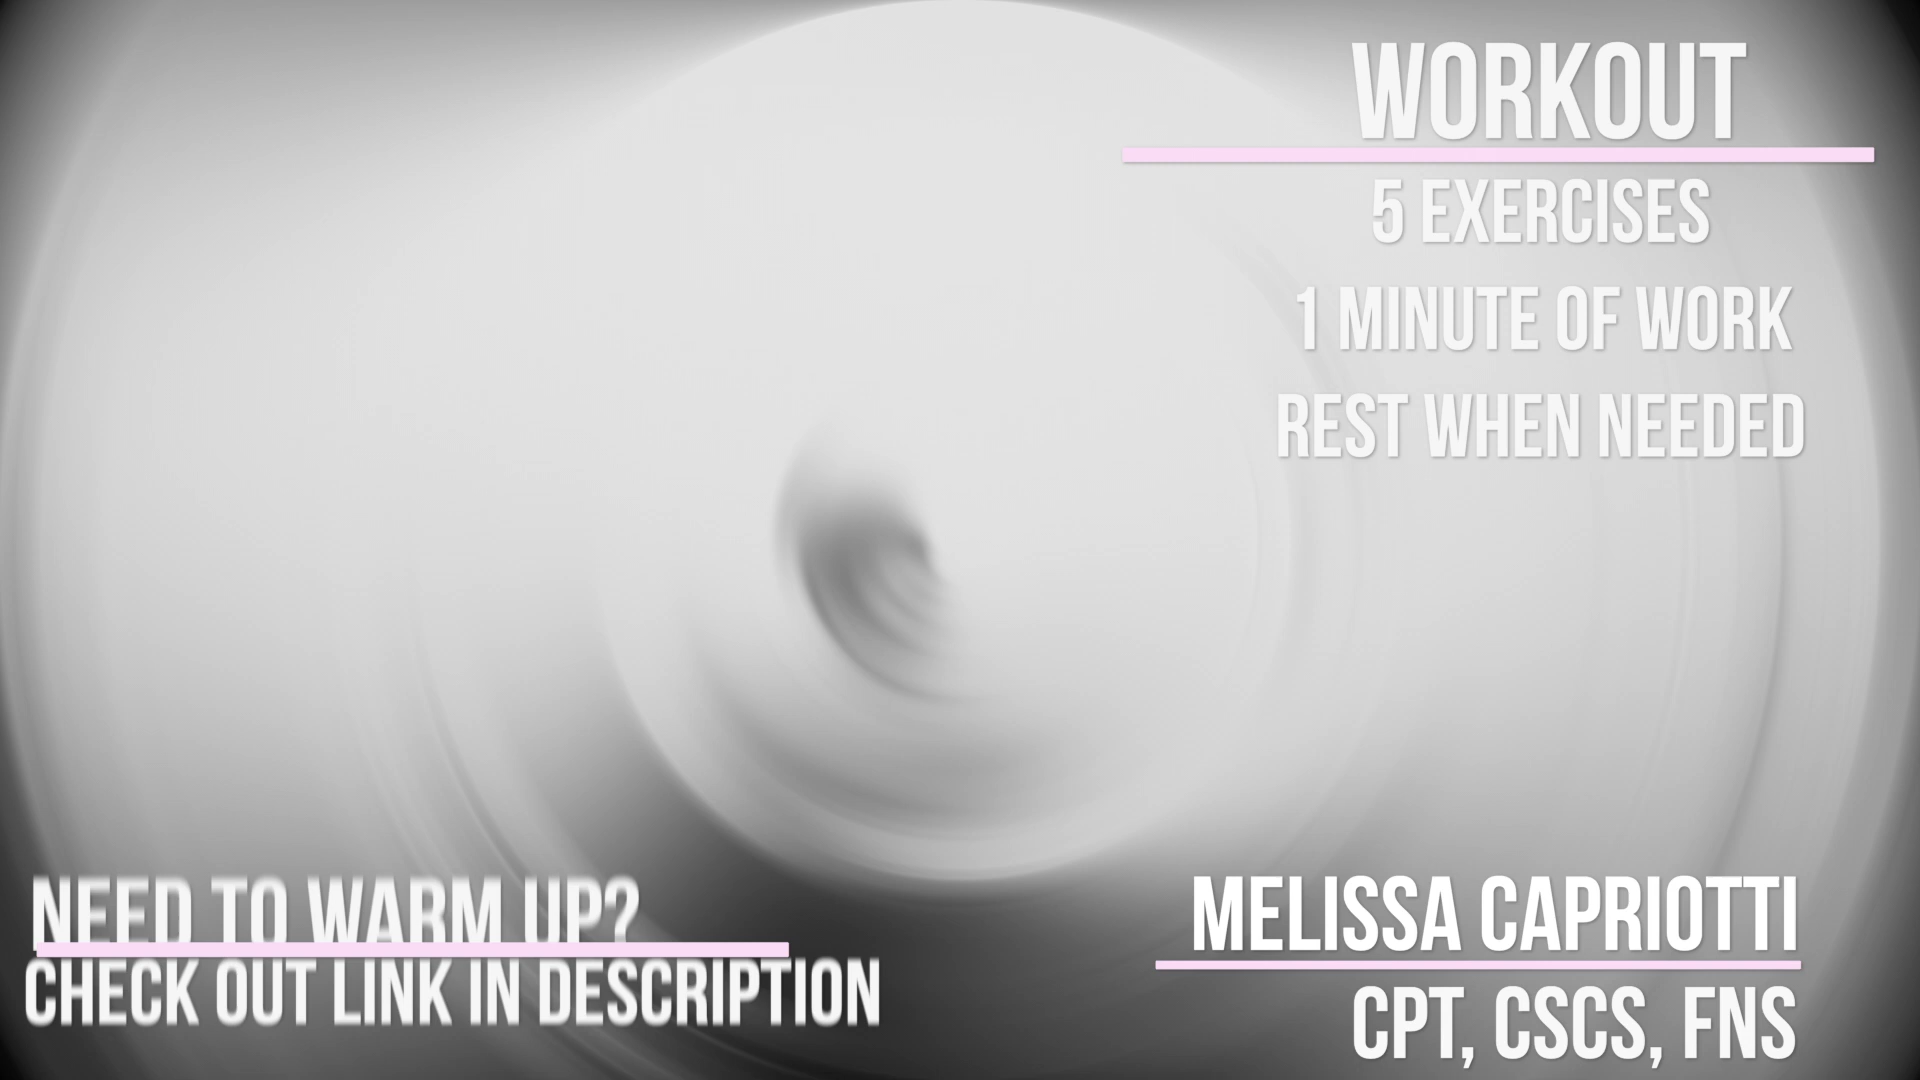 WORKOUT
5 EXERCISES
1 MINUTE OF WORK
REST WHEN NEEDED
NEED TO WARM UP?
CHECK OUT LINK IN DESCRIPTION
MELISSA CAPRIOTTI
CPT, CSCS, FNS